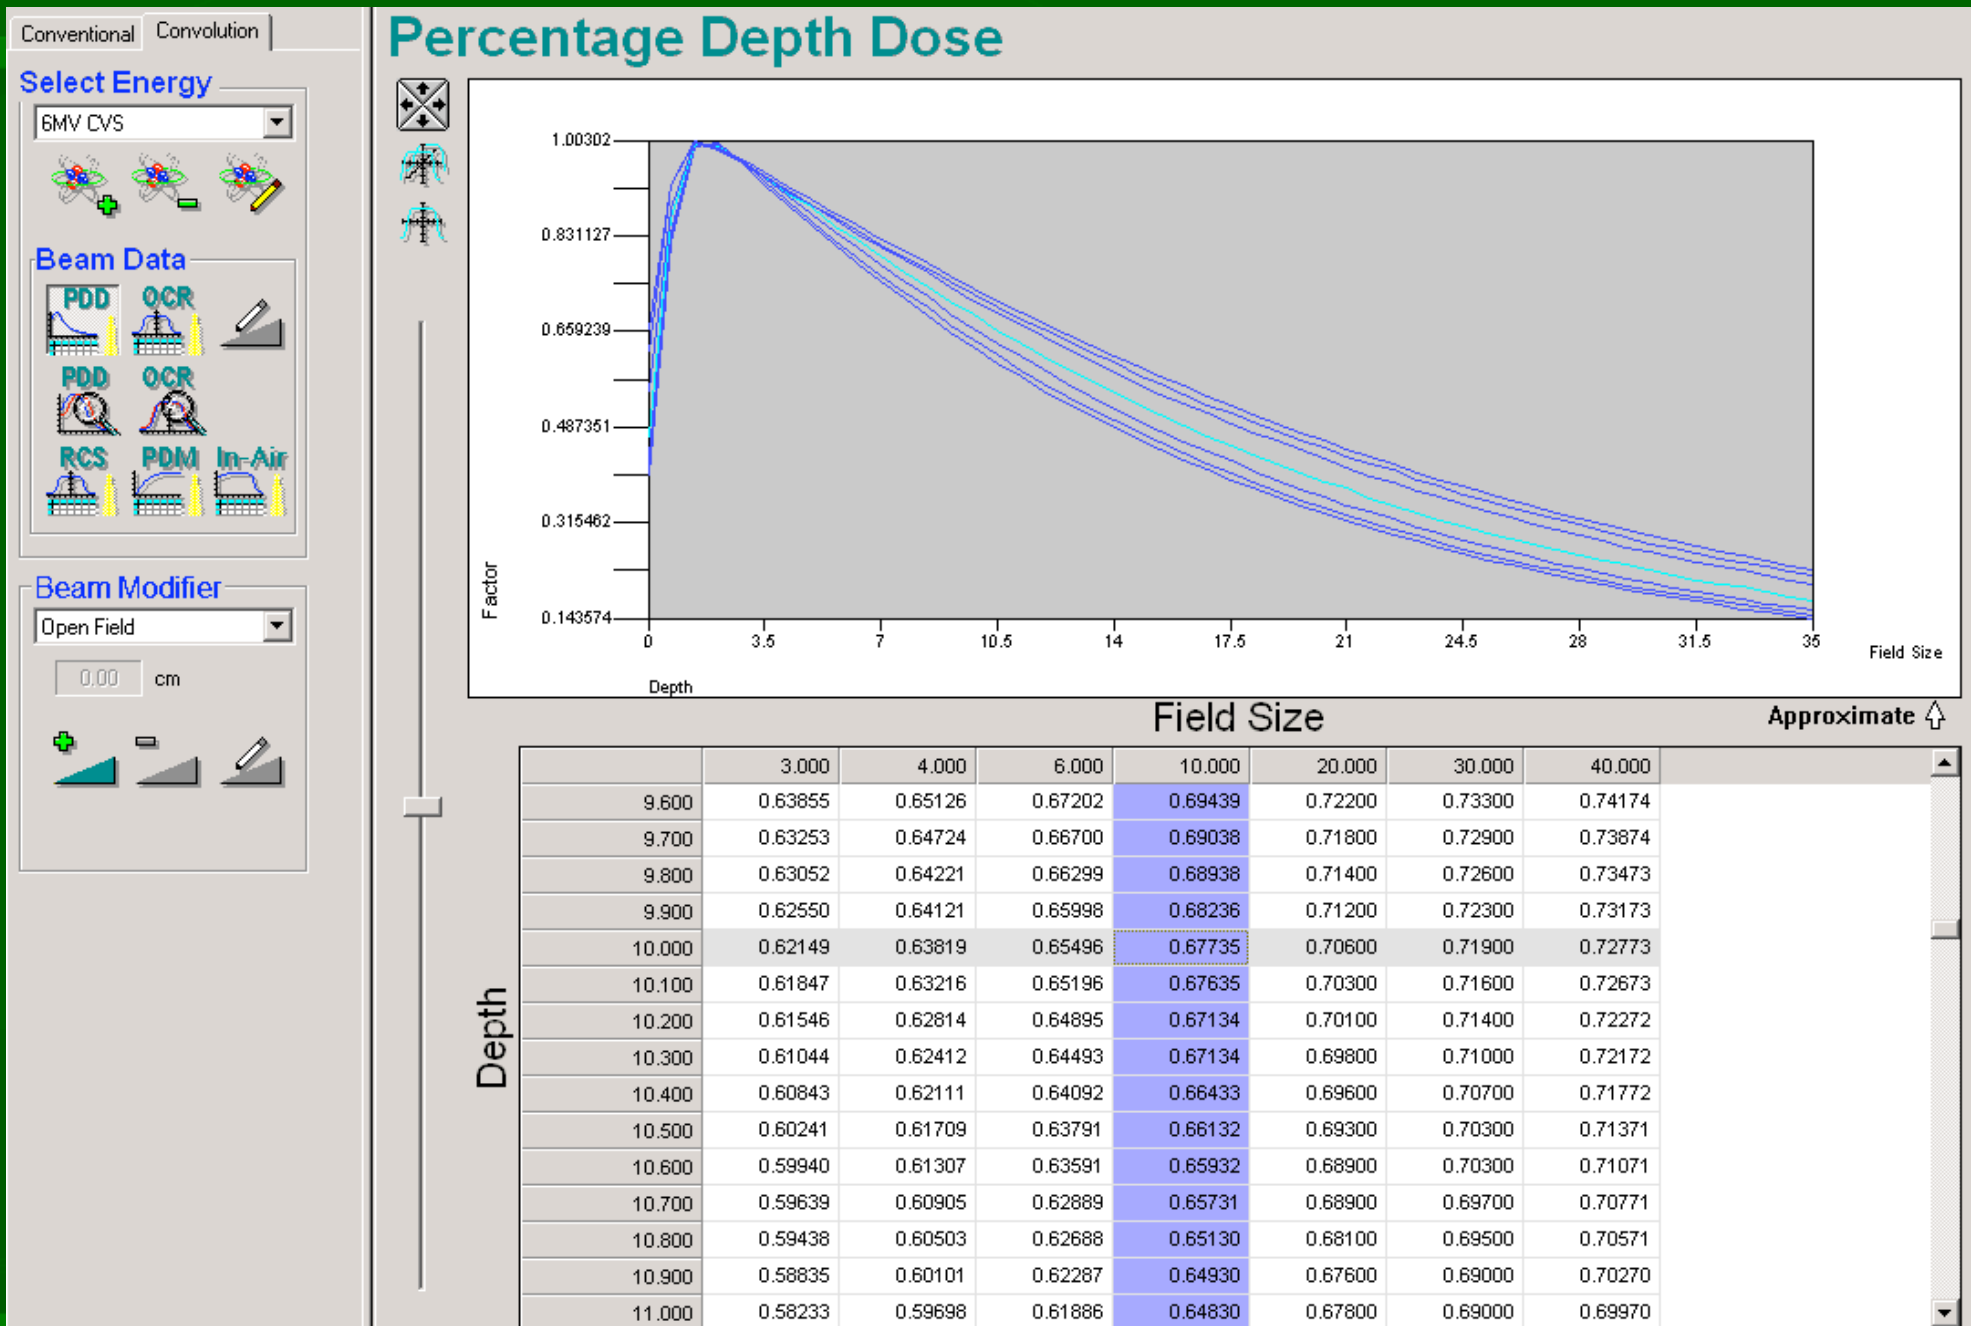 Conventional
Convolution
Percentage Depth Dose
Select Energy
6MV CVS
Beam Data
PDD
OCR
PDD
OCR
RCS
PDM
In-Air
Beam Modifier
Open Field
0.00
cm
1.00302
0.831127
0.659239
0.487351
0.315462
0.143574
Factor
0 3.5 7 10.5 14 17.5 21 24.5 28 31.5 35
Field Size
Depth
Field Size
Approximate
Depth
3.000 4.000 6.000 10.000 20.000 30.000 40.000
9.600 0.63855 0.65126 0.67202 0.69439 0.72200 0.73300 0.74174
9.700 0.63253 0.64724 0.66700 0.69038 0.71800 0.72900 0.73874
9.800 0.63052 0.64221 0.66299 0.68938 0.71400 0.72600 0.73473
9.900 0.62550 0.64121 0.65998 0.68236 0.71200 0.72300 0.73173
10.000 0.62149 0.63819 0.65496 0.67735 0.70600 0.71900 0.72773
10.100 0.61847 0.63216 0.65196 0.67635 0.70300 0.71600 0.72673
10.200 0.61546 0.62814 0.64895 0.67134 0.70100 0.71400 0.72272
10.300 0.61044 0.62412 0.64493 0.67134 0.69800 0.71000 0.72172
10.400 0.60843 0.62111 0.64092 0.66433 0.69600 0.70700 0.71772
10.500 0.60241 0.61709 0.63791 0.66132 0.69300 0.70300 0.71371
10.600 0.59940 0.61307 0.63591 0.65932 0.68900 0.70300 0.71071
10.700 0.59639 0.60905 0.62889 0.65731 0.68900 0.69700 0.70771
10.800 0.59438 0.60503 0.62688 0.65130 0.68100 0.69500 0.70571
10.900 0.58835 0.60101 0.62287 0.64930 0.67600 0.69000 0.70270
11.000 0.58233 0.59698 0.61886 0.64830 0.67800 0.69000 0.69970